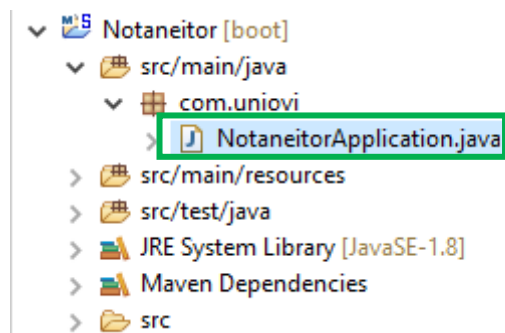 Notaneitor [boot]
src/main/java
com.uniovi
NotaneitorApplication.java
src/main/resources
src/test/java
JRE System Library [JavaSE-1.8]
Maven Dependencies
src